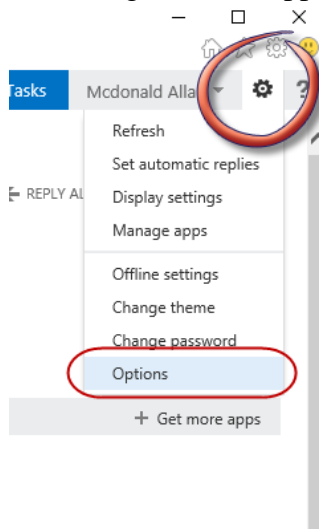 Tasks Mcdonald Alla ?
Refresh
Set automatic replies
REPLY AL Display settings
Manage apps
Offline settings
Change theme
Change password
Options
+ Get more apps